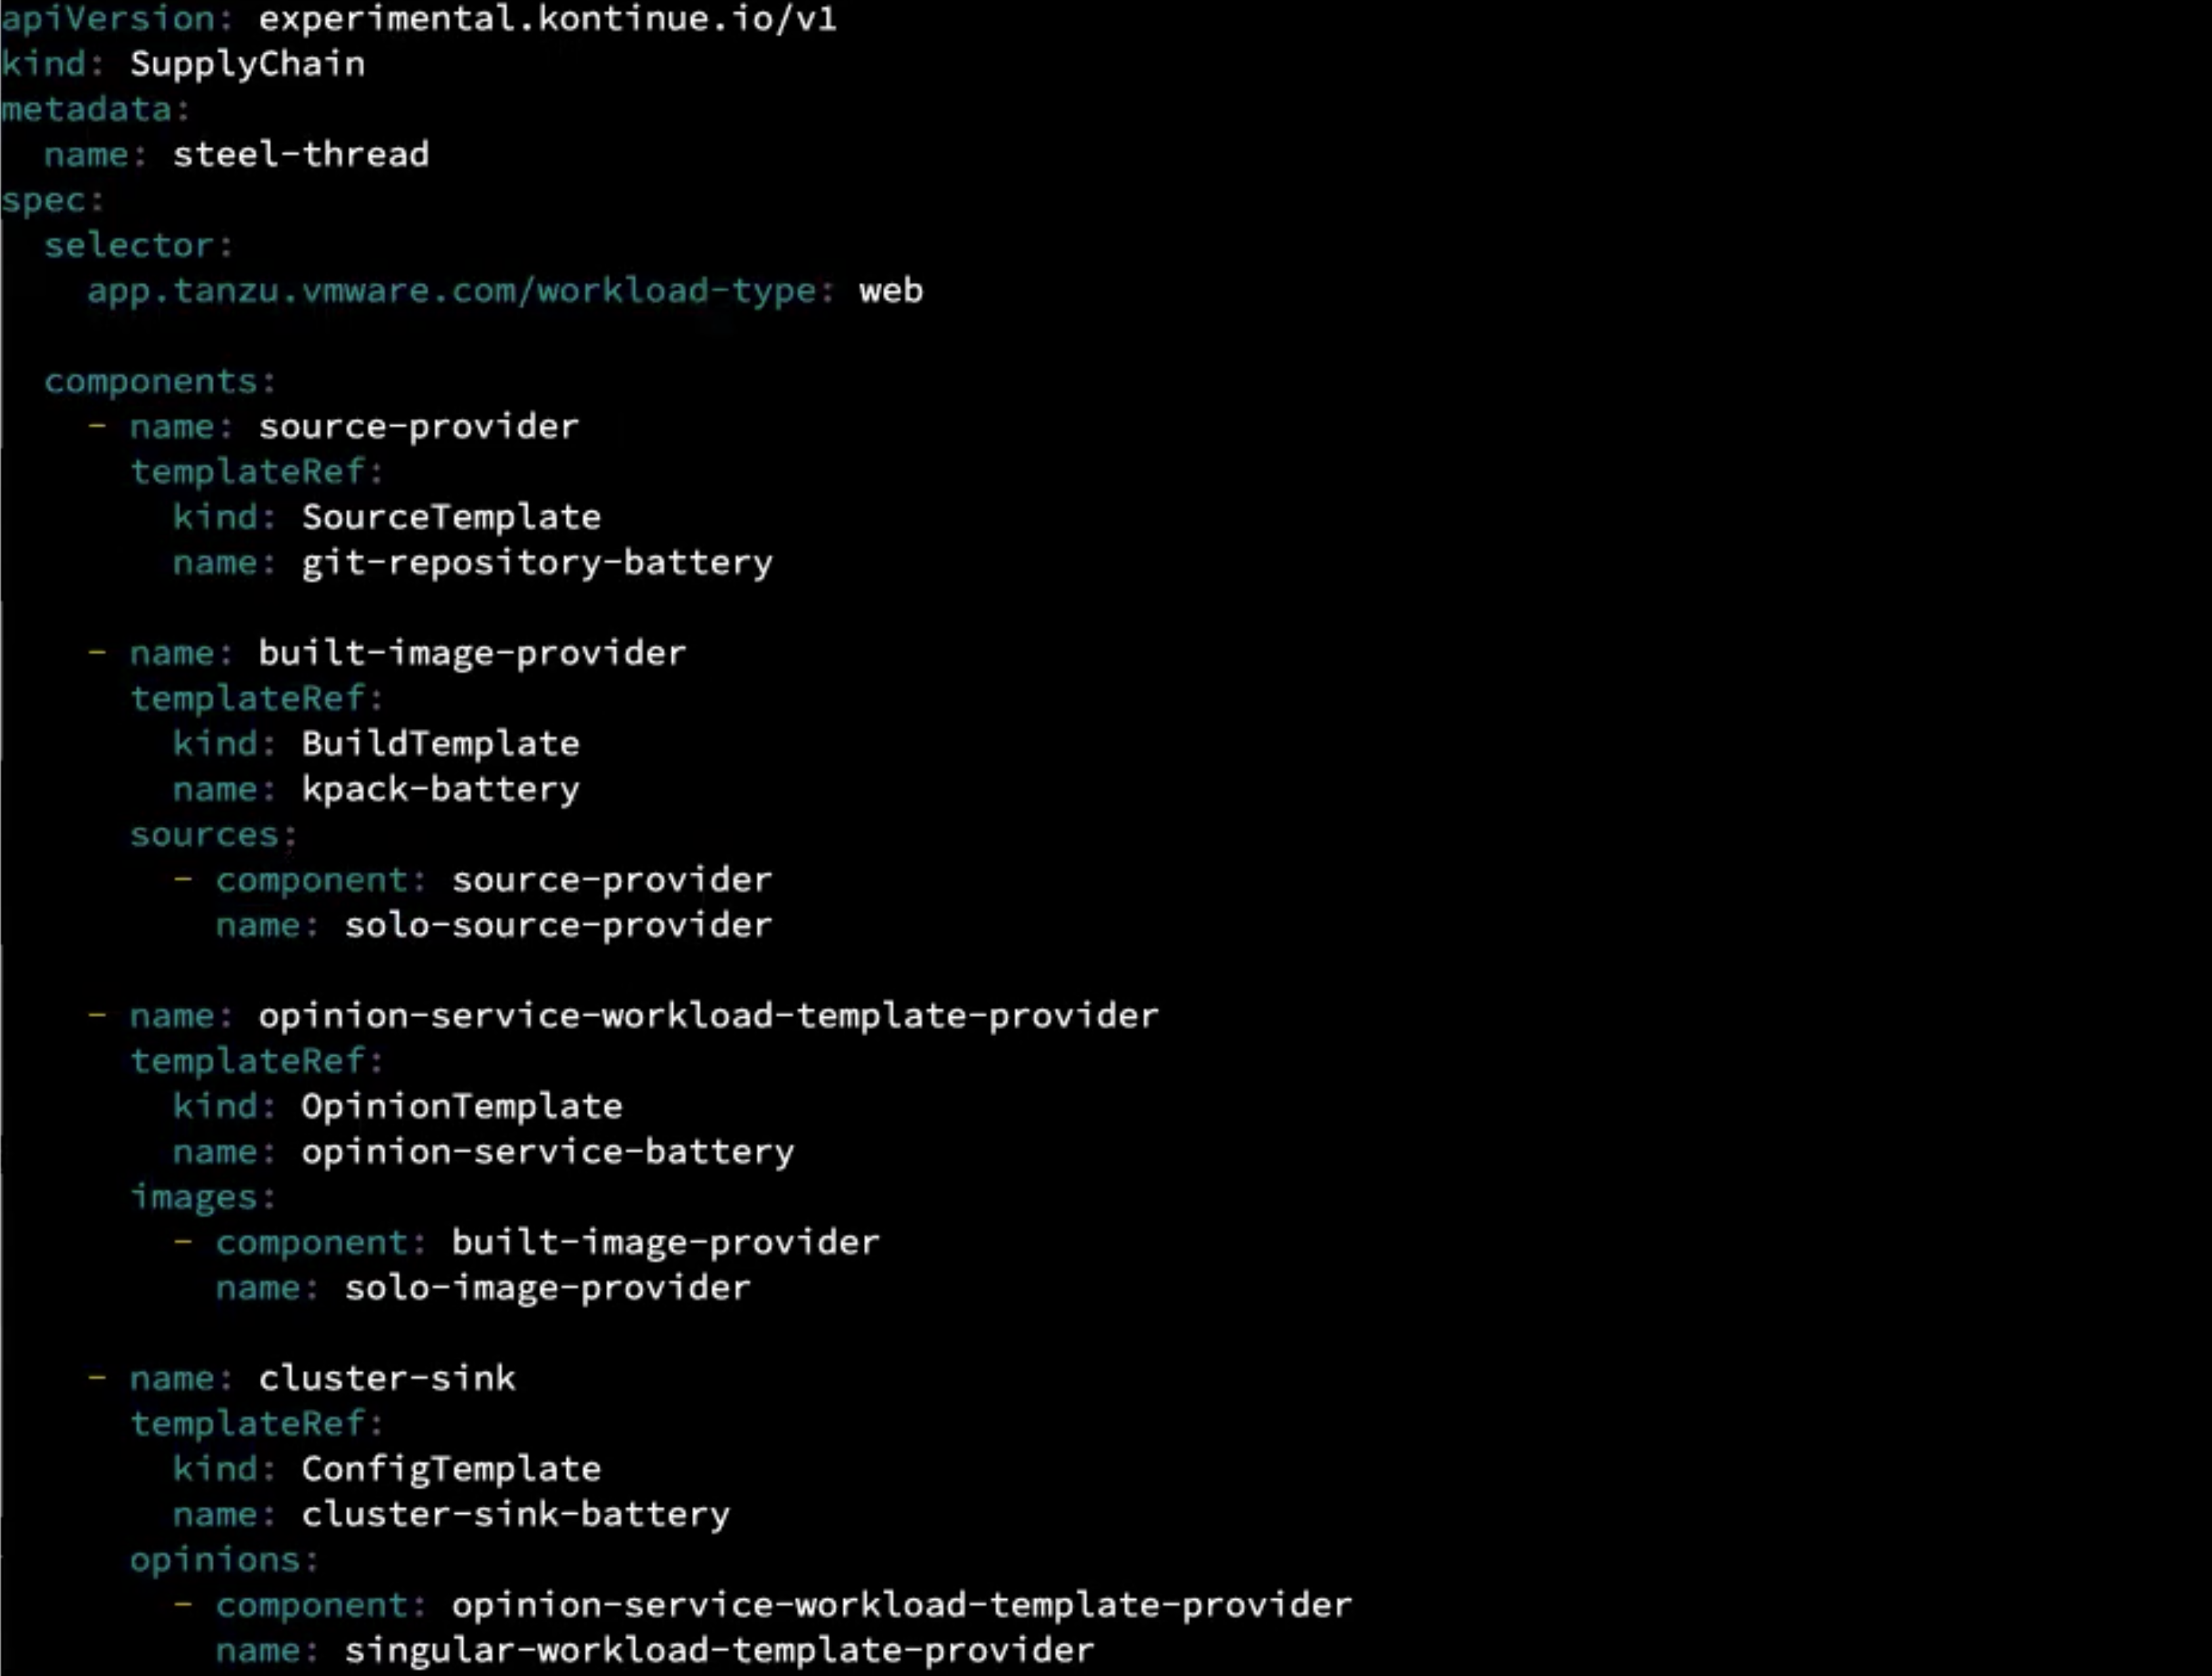 apiVersion: experimental.kontinue.io/v1
kind: SupplyChain
metadata:
  name: steel-thread
spec:
  selector:
    app.tanzu.vmware.com/workload-type: web

  components:
    - name: source-provider
      templateRef:
        kind: SourceTemplate
        name: git-repository-battery

    - name: built-image-provider
      templateRef:
        kind: BuildTemplate
        name: kpack-battery
      sources:
        - component: source-provider
          name: solo-source-provider

    - name: opinion-service-workload-template-provider
      templateRef:
        kind: OpinionTemplate
        name: opinion-service-battery
      images:
        - component: built-image-provider
          name: solo-image-provider

    - name: cluster-sink
      templateRef:
        kind: ConfigTemplate
        name: cluster-sink-battery
      opinions:
        - component: opinion-service-workload-template-provider
          name: singular-workload-template-provider